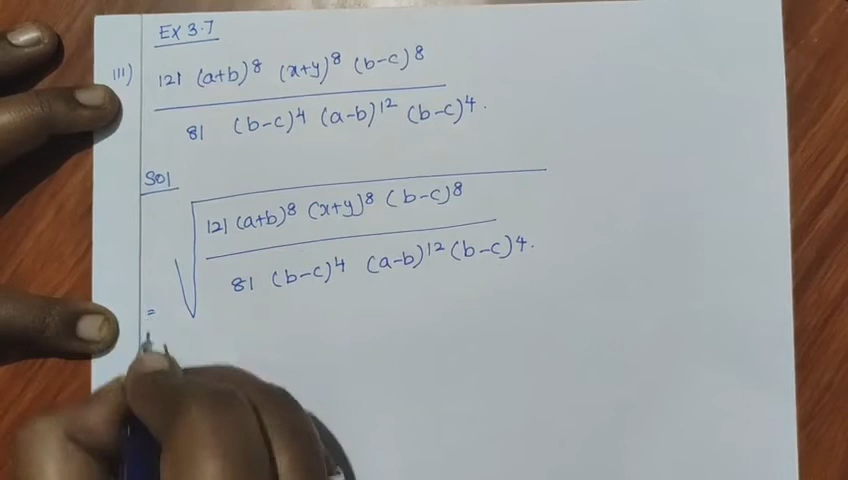 EX 3.7
III) 121 (a+b)^8 (x+y)^8 (b-c)^8
81 (b-c)^4 (a-b)^12 (b-c)^4.
Sol
√ 121 (a+b)^8 (x+y)^8 (b-c)^8
81 (b-c)^4 (a-b)^12 (b-c)^4.
=